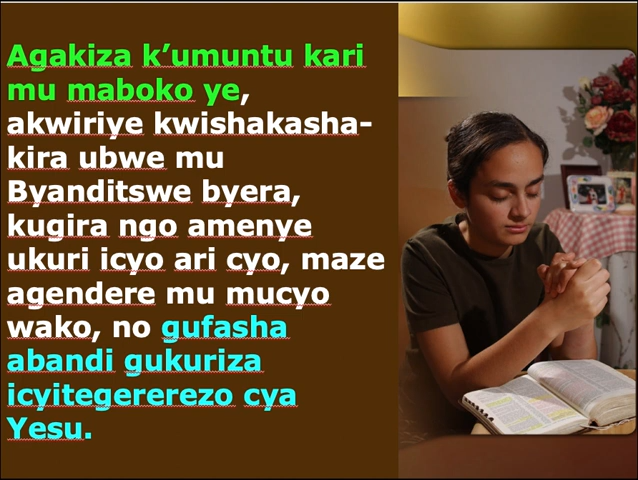 Agakiza k’umuntu kari
mu maboko ye,
akwiriye kwishakasha-
kira ubwe mu
Byanditswe byera,
kugira ngo amenye
ukuri icyo ari cyo, maze
agendere mu mucyo
wako, no gufasha
abandi gukuriza
icyitegererezo cya
Yesu.